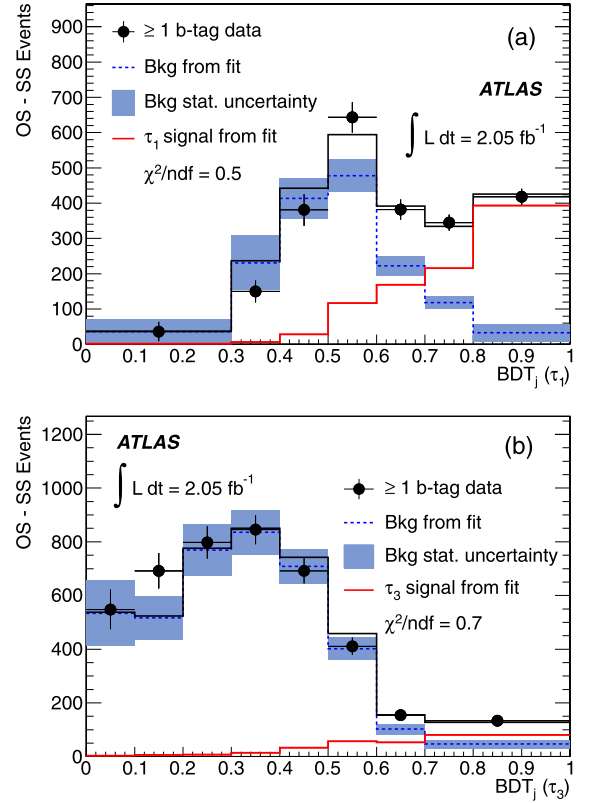 OS - SS Events
900
800
700
600
500
400
300
200
100
0
≥ 1 b-tag data
Bkg from fit
Bkg stat. uncertainty
τ₁ signal from fit
χ²/ndf = 0.5
(a)
ATLAS
∫ L dt = 2.05 fb⁻¹
0 0.1 0.2 0.3 0.4 0.5 0.6 0.7 0.8 0.9 1
BDTⱼ (τ₁)
OS - SS Events
1200
1000
800
600
400
200
0
ATLAS
∫ L dt = 2.05 fb⁻¹
(b)
≥ 1 b-tag data
Bkg from fit
Bkg stat. uncertainty
τ₃ signal from fit
χ²/ndf = 0.7
0 0.1 0.2 0.3 0.4 0.5 0.6 0.7 0.8 0.9 1
BDTⱼ (τ₃)